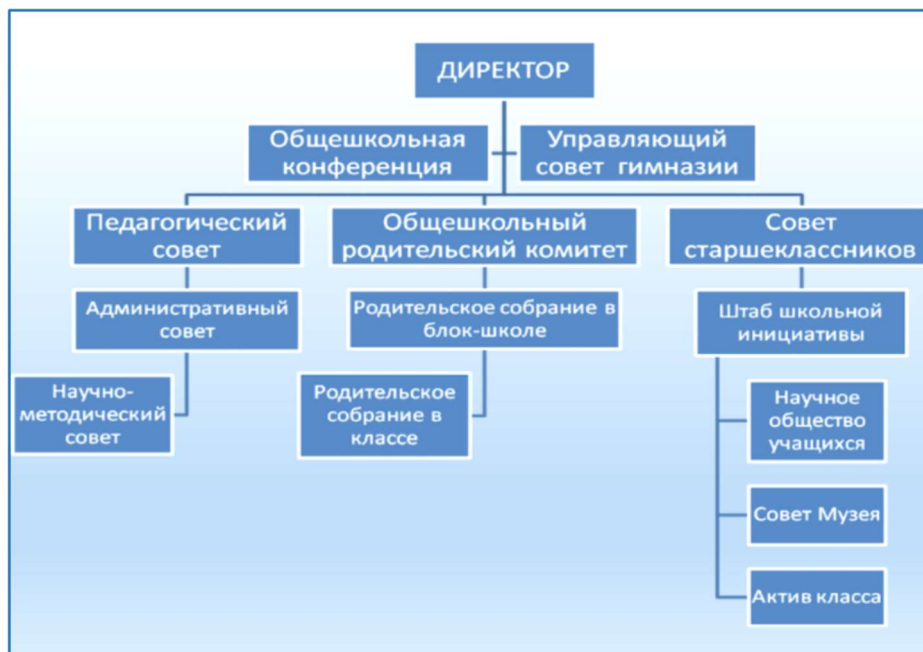 ДИРЕКТОР
Общешкольная
конференция
Управляющий
совет гимназии
Педагогический
совет
Общешкольный
родительский комитет
Совет
старшеклассников
Административный
совет
Родительское собрание в
блок-школе
Штаб школьной
инициативы
Научно-
методический
совет
Родительское
собрание в
классе
Научное
общество
учащихся
Совет Музея
Актив класса